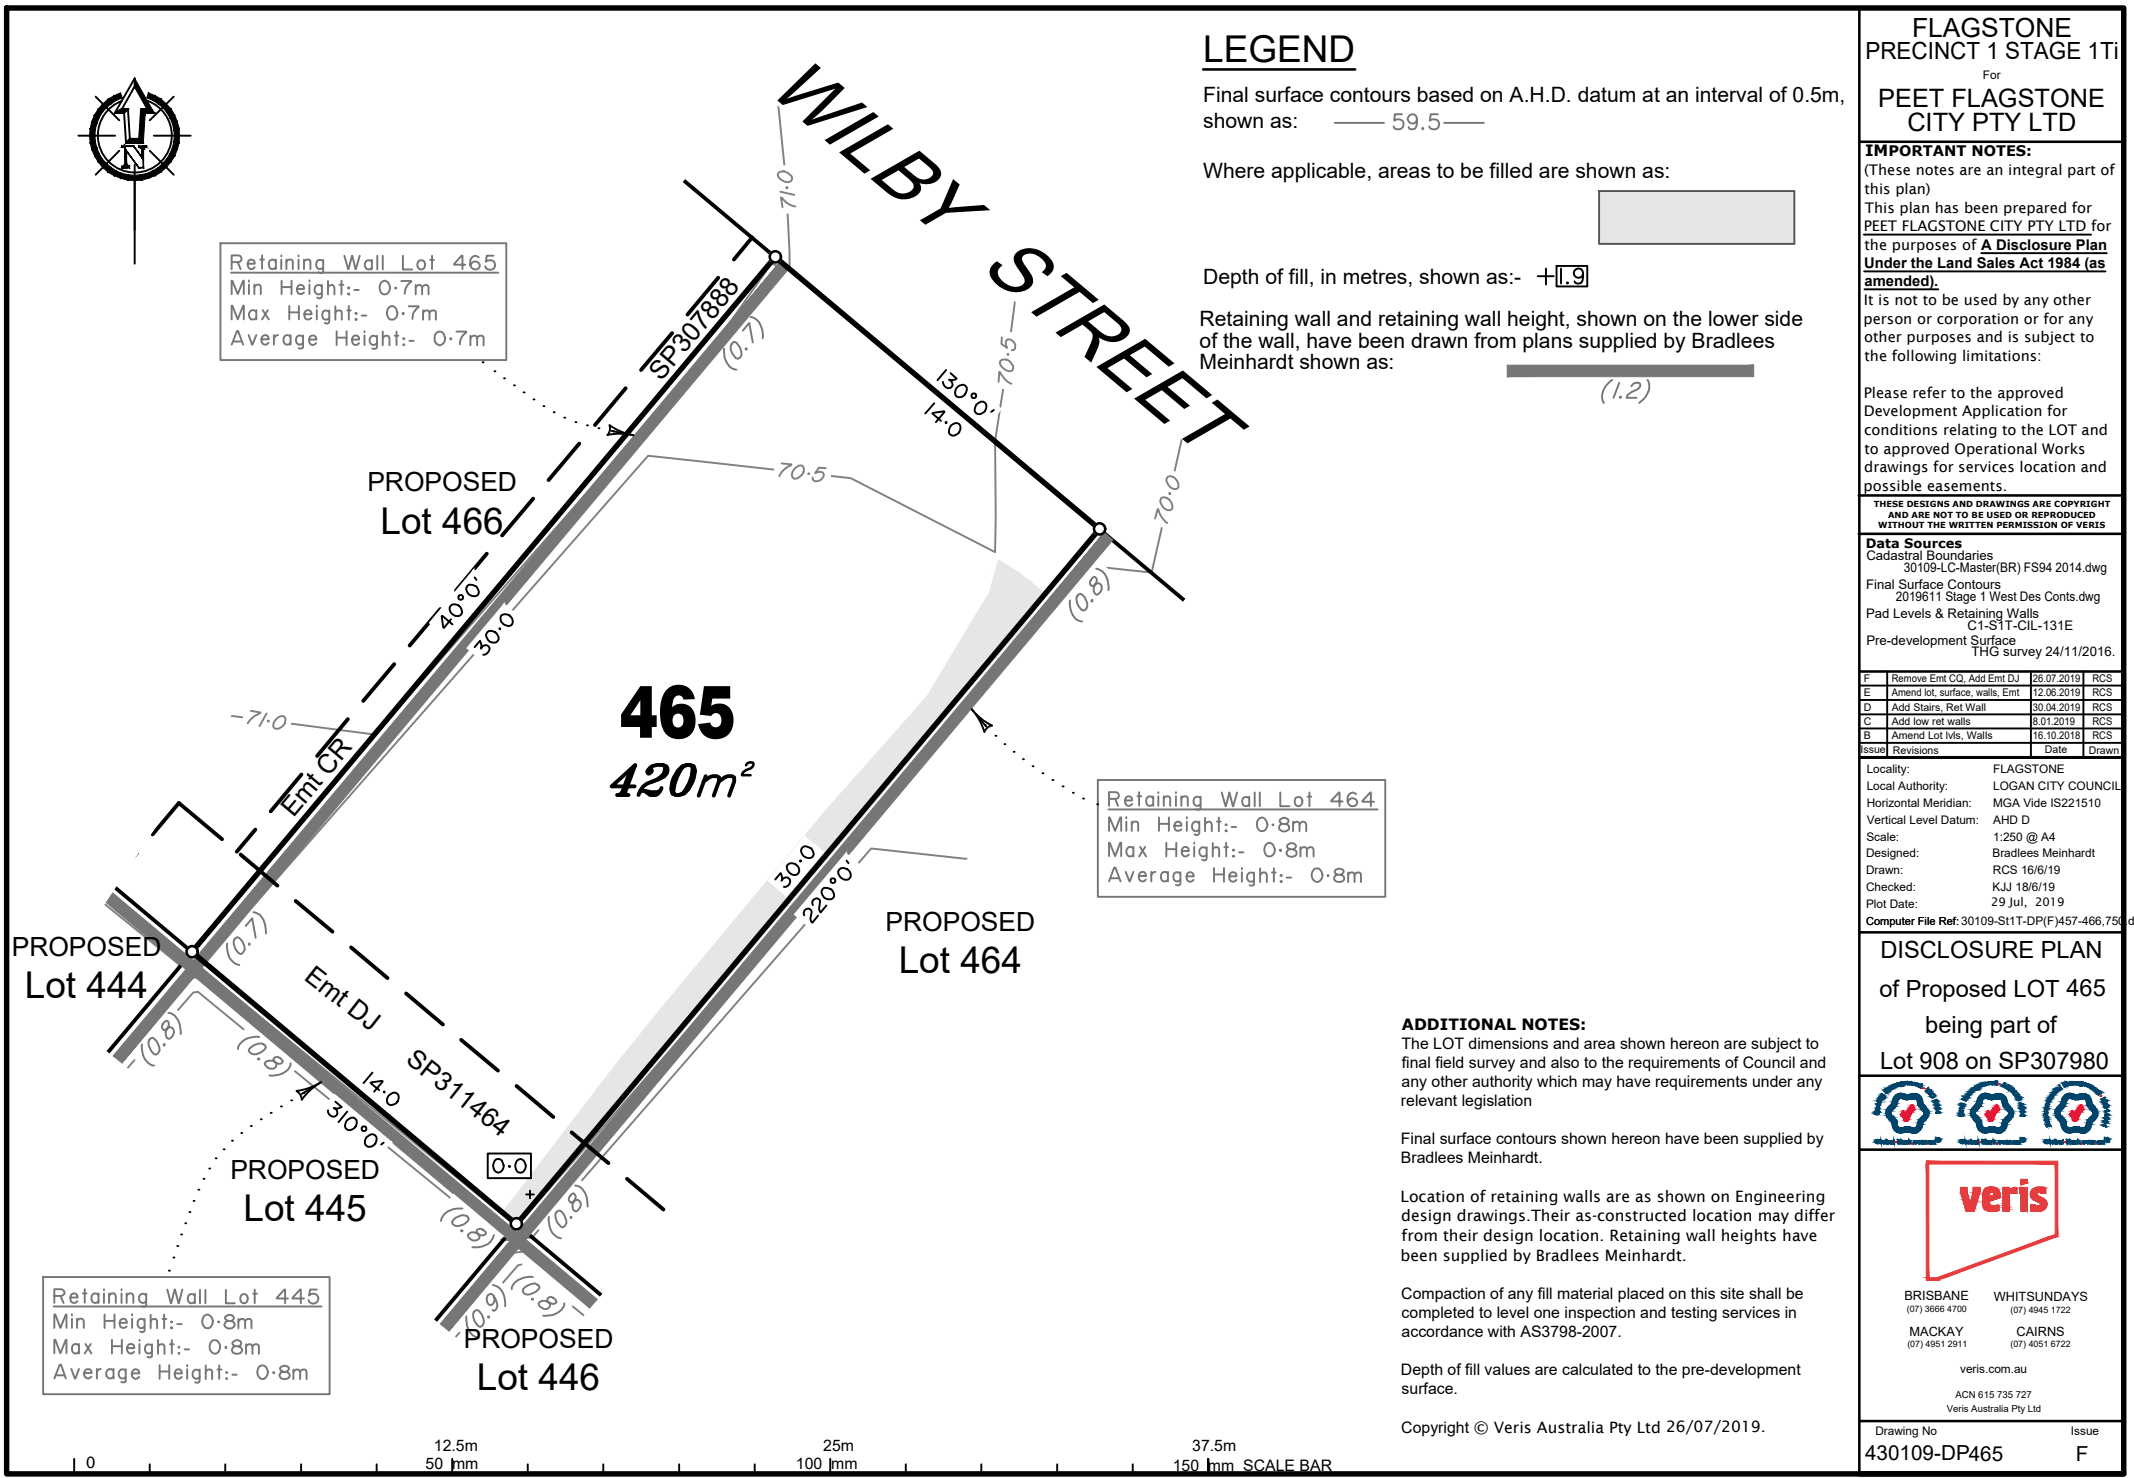 WILBY STREET
LEGEND
Final surface contours based on A.H.D. datum at an interval of 0.5m,
shown as: 59.5
Where applicable, areas to be filled are shown as:
Depth of fill, in metres, shown as:- +1.9
Retaining wall and retaining wall height, shown on the lower side
of the wall, have been drawn from plans supplied by Bradlees
Meinhardt shown as:
(1.2)
N
Retaining Wall Lot 465
Min Height:- 0·7m
Max Height:- 0·7m
Average Height:- 0·7m
71·0
SP307888
(0.7)
70·5
130°0'
14·0
70·5
70·0
PROPOSED
Lot 466
40°0'
30·0
(0.8)
71·0
Emt CR
465
420m²
Retaining Wall Lot 464
Min Height:- 0·8m
Max Height:- 0·8m
Average Height:- 0·8m
30·0
220°0'
PROPOSED
Lot 464
PROPOSED
Lot 444
(0.7)
(0.8)
(0.8)
Emt DJ
SP311464
14·0
310°0'
0·0
+
PROPOSED
Lot 445
(0.8)
(0.8)
(0.9)
(0.8)
PROPOSED
Lot 446
Retaining Wall Lot 445
Min Height:- 0·8m
Max Height:- 0·8m
Average Height:- 0·8m
ADDITIONAL NOTES:
The LOT dimensions and area shown hereon are subject to
final field survey and also to the requirements of Council and
any other authority which may have requirements under any
relevant legislation
Final surface contours shown hereon have been supplied by
Bradlees Meinhardt.
Location of retaining walls are as shown on Engineering
design drawings.Their as-constructed location may differ
from their design location. Retaining wall heights have
been supplied by Bradlees Meinhardt.
Compaction of any fill material placed on this site shall be
completed to level one inspection and testing services in
accordance with AS3798-2007.
Depth of fill values are calculated to the pre-development
surface.
Copyright © Veris Australia Pty Ltd 26/07/2019.
12.5m 25m 37.5m
0 50 mm 100 mm 150 mm SCALE BAR
FLAGSTONE
PRECINCT 1 STAGE 1Ti
For
PEET FLAGSTONE
CITY PTY LTD
IMPORTANT NOTES:
(These notes are an integral part of
this plan)
This plan has been prepared for
PEET FLAGSTONE CITY PTY LTD for
the purposes of A Disclosure Plan
Under the Land Sales Act 1984 (as
amended).
It is not to be used by any other
person or corporation or for any
other purposes and is subject to
the following limitations:
Please refer to the approved
Development Application for
conditions relating to the LOT and
to approved Operational Works
drawings for services location and
possible easements.
THESE DESIGNS AND DRAWINGS ARE COPYRIGHT
AND ARE NOT TO BE USED OR REPRODUCED
WITHOUT THE WRITTEN PERMISSION OF VERIS
Data Sources
Cadastral Boundaries
30109-LC-Master(BR) FS94 2014.dwg
Final Surface Contours
2019611 Stage 1 West Des Conts.dwg
Pad Levels & Retaining Walls
C1-S1T-CIL-131E
Pre-development Surface
THG survey 24/11/2016.
F Remove Emt CQ, Add Emt DJ 26.07.2019 RCS
E Amend lot, surface, walls, Emt 12.06.2019 RCS
D Add Stairs, Ret Wall 30.04.2019 RCS
C Add low ret walls 8.01.2019 RCS
B Amend Lot lvls, Walls 16.10.2018 RCS
Issue Revisions Date Drawn
Locality: FLAGSTONE
Local Authority: LOGAN CITY COUNCIL
Horizontal Meridian: MGA Vide IS221510
Vertical Level Datum: AHD D
Scale: 1:250 @ A4
Designed: Bradlees Meinhardt
Drawn: RCS 16/6/19
Checked: KJJ 18/6/19
Plot Date: 29 Jul, 2019
Computer File Ref: 30109-St1T-DP(F)457-466,750.d
DISCLOSURE PLAN
of Proposed LOT 465
being part of
Lot 908 on SP307980
veris
BRISBANE WHITSUNDAYS
(07) 3666 4700 (07) 4945 1722
MACKAY CAIRNS
(07) 4951 2911 (07) 4051 6722
veris.com.au
ACN 615 735 727
Veris Australia Pty Ltd
Drawing No Issue
430109-DP465 F